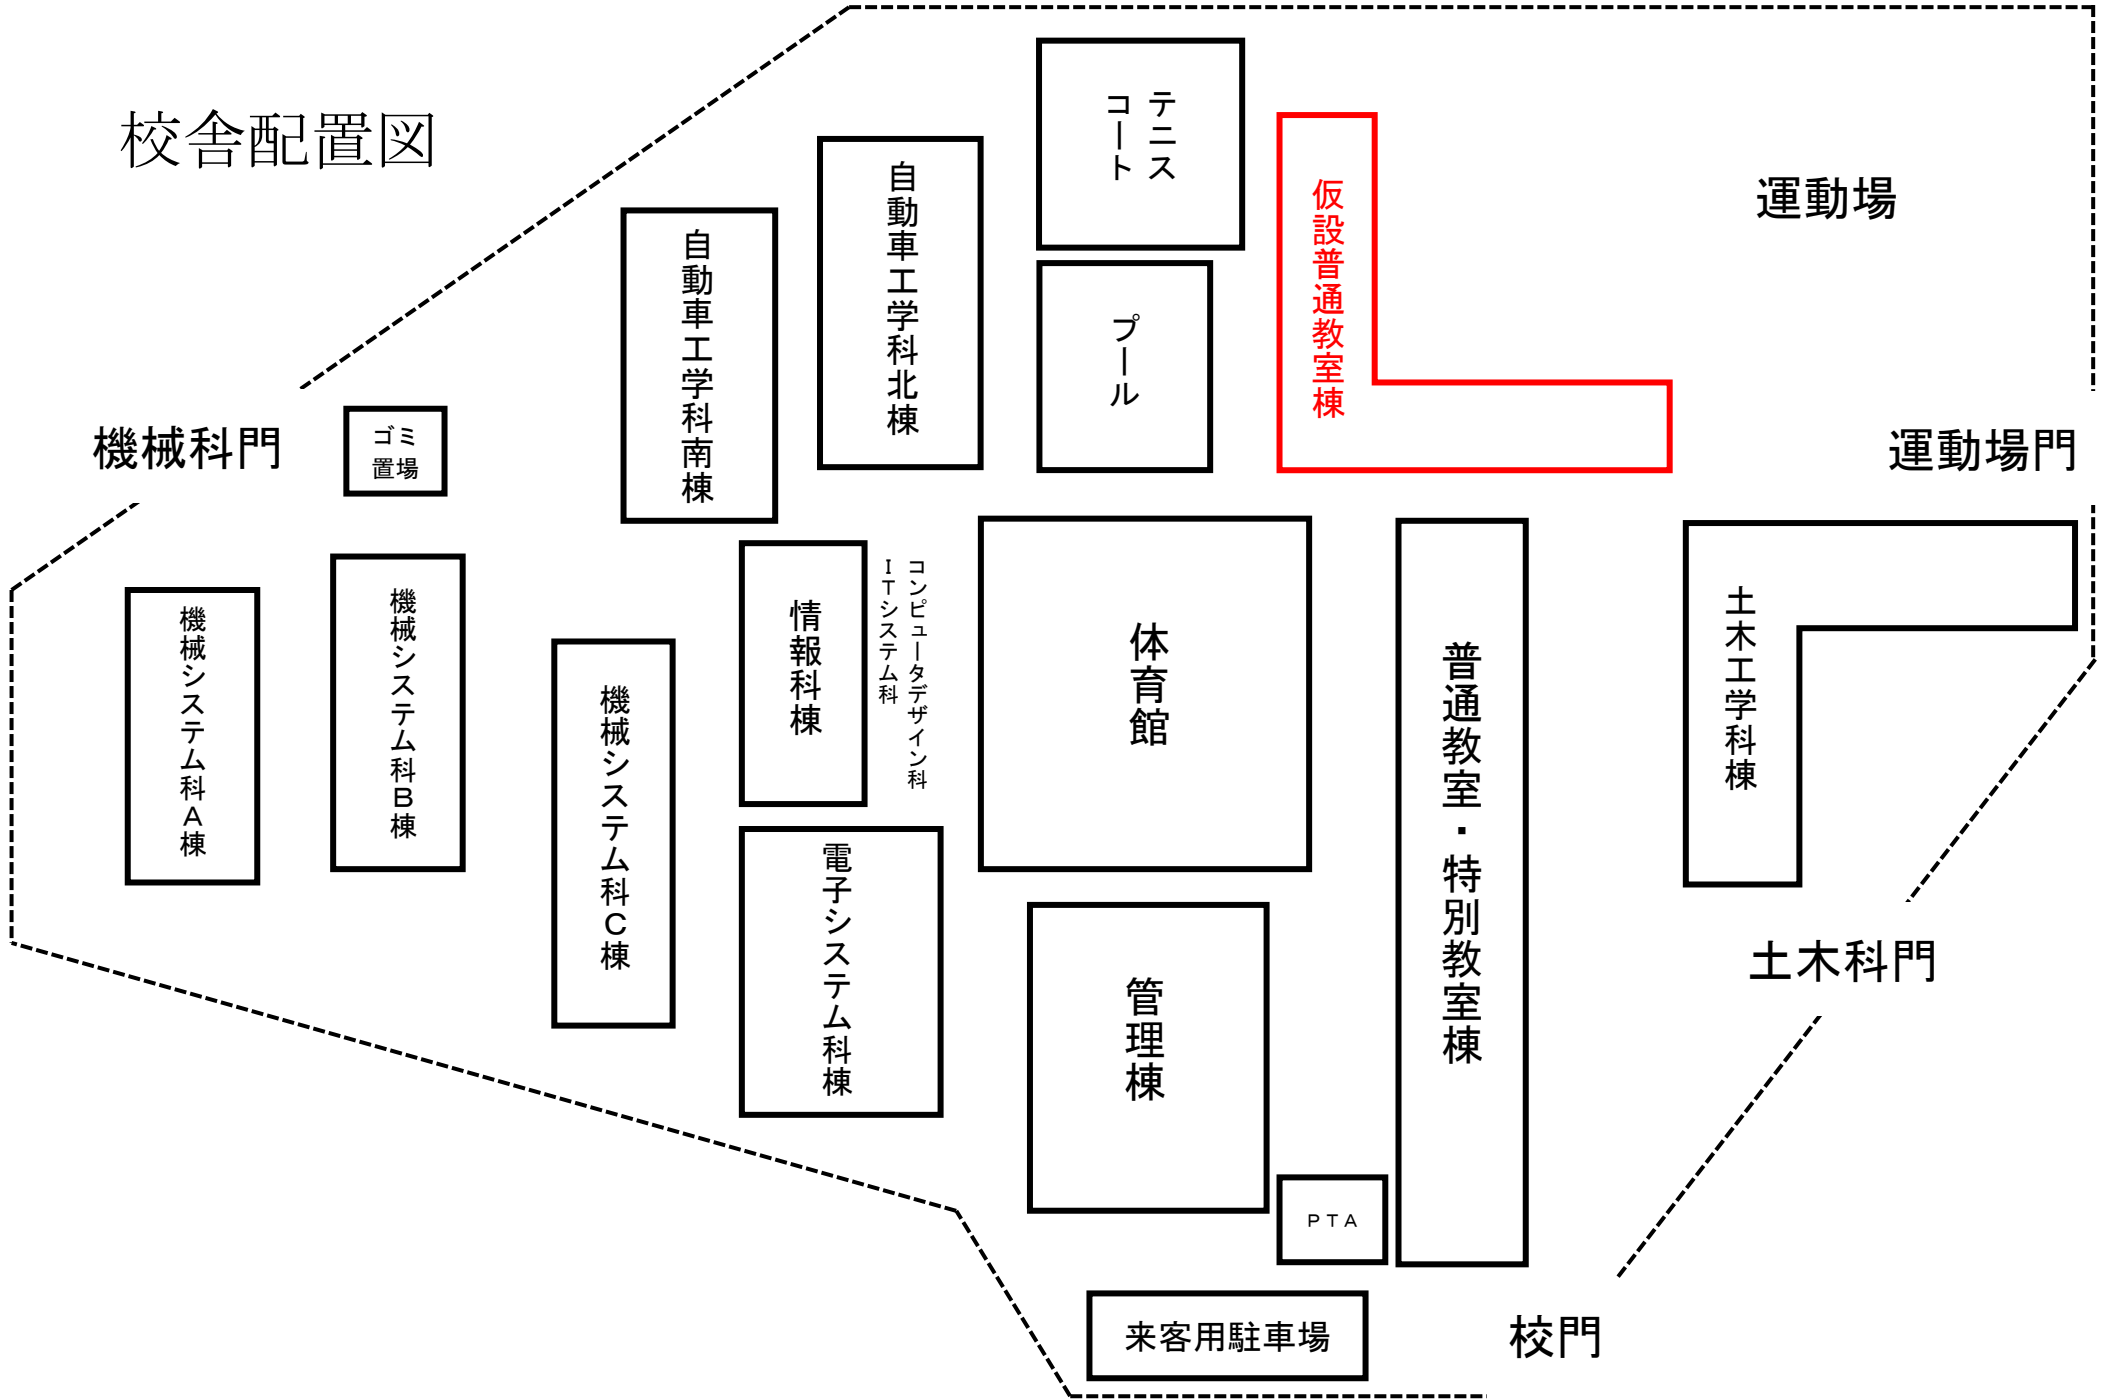 校舎配置図
テニス
コート
仮設普通教室棟
運動場
自動車工学科北棟
自動車工学科南棟
プール
機械科門
ゴミ
置場
運動場門
機械システム科A棟
機械システム科B棟
機械システム科C棟
情報科棟
コンピュータデザイン科
ITシステム科
体育館
普通教室・特別教室棟
土木工学科棟
電子システム科棟
管理棟
土木科門
PTA
来客用駐車場
校門